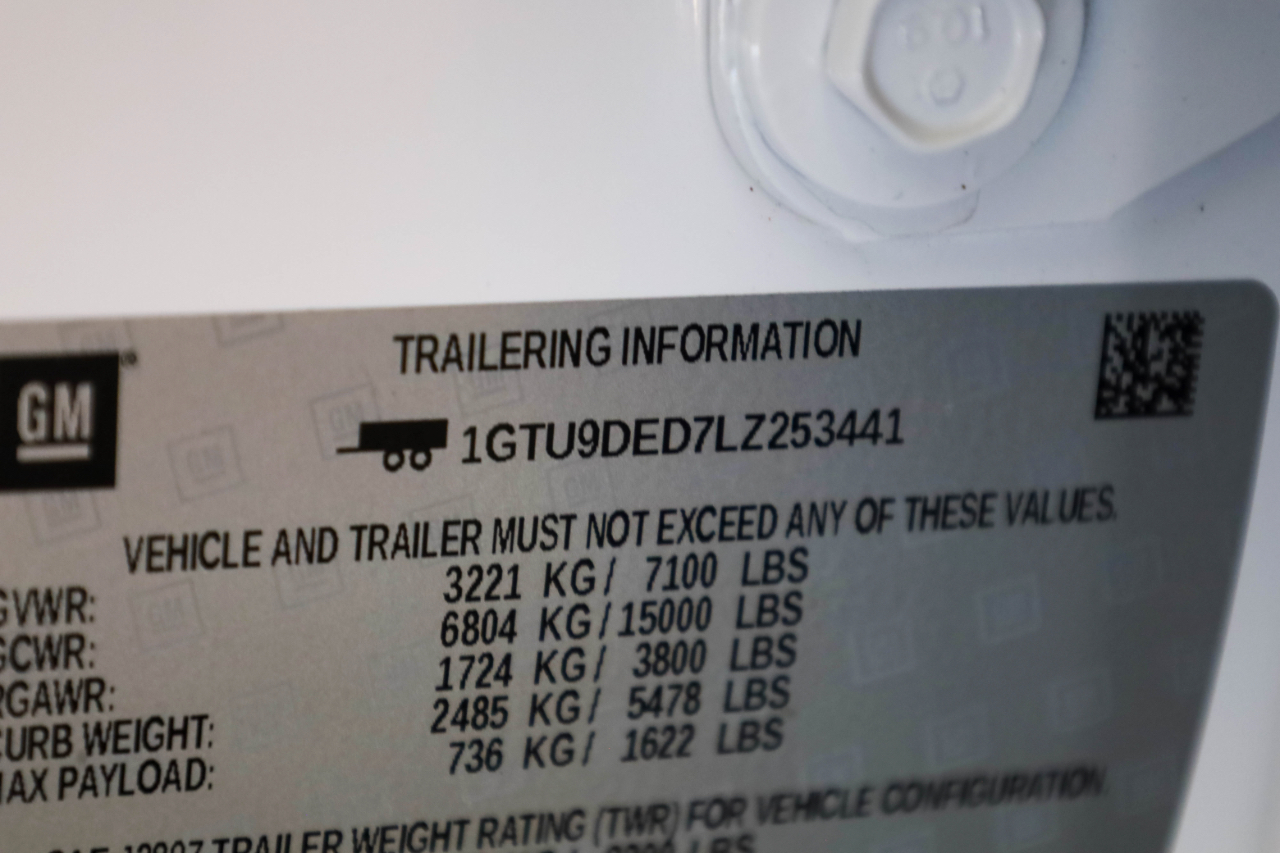 TRAILERING INFORMATION
GM
1GTU9DED7LZ253441
VEHICLE AND TRAILER MUST NOT EXCEED ANY OF THESE VALUES.
GVWR: 3221 KG/ 7100 LBS
GCWR: 6804 KG/15000 LBS
RGAWR: 1724 KG/ 3800 LBS
CURB WEIGHT: 2485 KG/ 5478 LBS
MAX PAYLOAD: 736 KG/ 1622 LBS
TRAILER WEIGHT RATING (TWR) FOR VEHICLE CONFIGURATION.
LBS